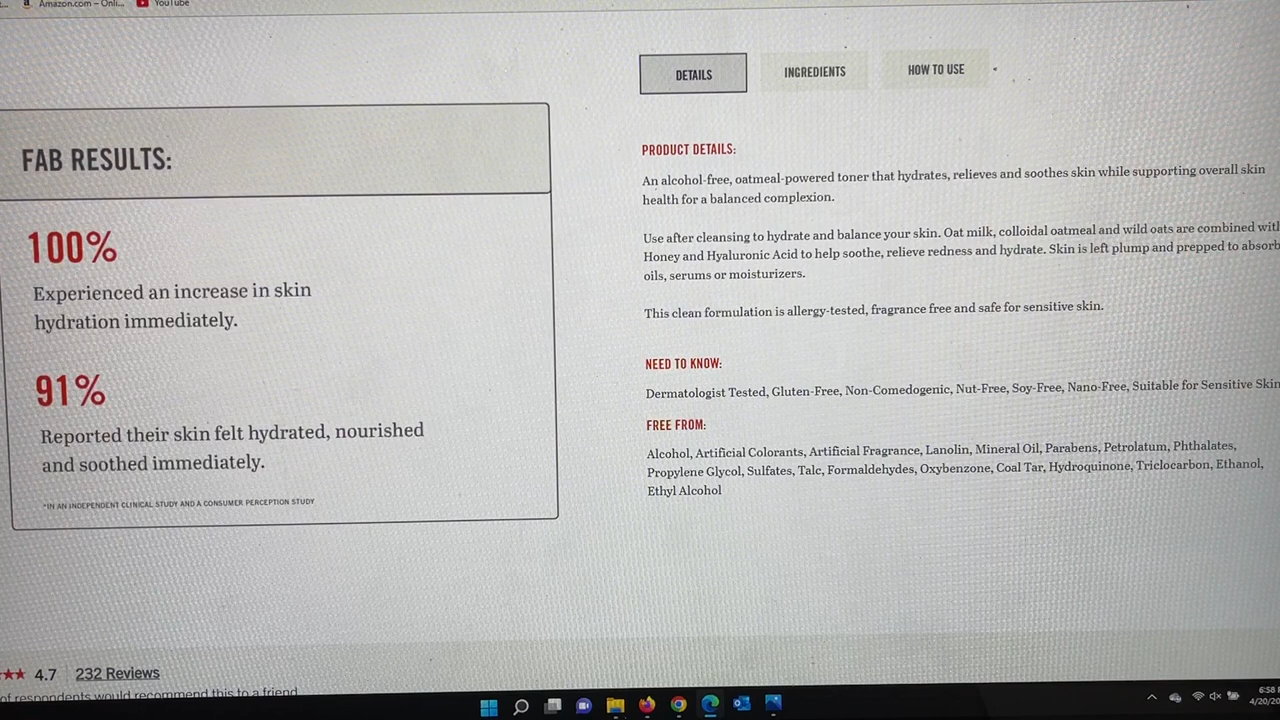 Amazon.com – Onli...
YouTube
DETAILS
INGREDIENTS
HOW TO USE
FAB RESULTS:
100%
Experienced an increase in skin
hydration immediately.
91%
Reported their skin felt hydrated, nourished
and soothed immediately.
*IN AN INDEPENDENT CLINICAL STUDY AND A CONSUMER PERCEPTION STUDY
PRODUCT DETAILS:
An alcohol-free, oatmeal-powered toner that hydrates, relieves and soothes skin while supporting overall skin
health for a balanced complexion.
Use after cleansing to hydrate and balance your skin. Oat milk, colloidal oatmeal and wild oats are combined with
Honey and Hyaluronic Acid to help soothe, relieve redness and hydrate. Skin is left plump and prepped to absorb
oils, serums or moisturizers.
This clean formulation is allergy-tested, fragrance free and safe for sensitive skin.
NEED TO KNOW:
Dermatologist Tested, Gluten-Free, Non-Comedogenic, Nut-Free, Soy-Free, Nano-Free, Suitable for Sensitive Skin
FREE FROM:
Alcohol, Artificial Colorants, Artificial Fragrance, Lanolin, Mineral Oil, Parabens, Petrolatum, Phthalates,
Propylene Glycol, Sulfates, Talc, Formaldehydes, Oxybenzone, Coal Tar, Hydroquinone, Triclocarbon, Ethanol,
Ethyl Alcohol
4.7 232 Reviews
of respondents would recommend this to a friend
6:58
4/20/20